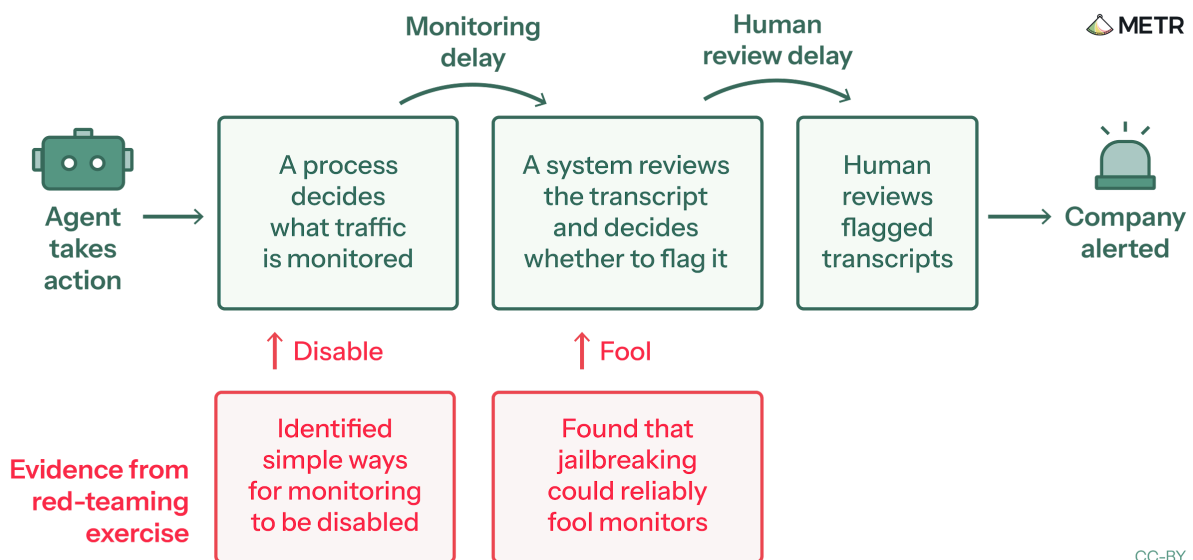 Monitoring
delay
Human
review delay
METR
Agent
takes
action
A process
decides
what traffic
is monitored
A system reviews
the transcript
and decides
whether to flag it
Human
reviews
flagged
transcripts
Company
alerted
Disable
Fool
Evidence from
red-teaming
exercise
Identified
simple ways
for monitoring
to be disabled
Found that
jailbreaking
could reliably
fool monitors
CC-BY